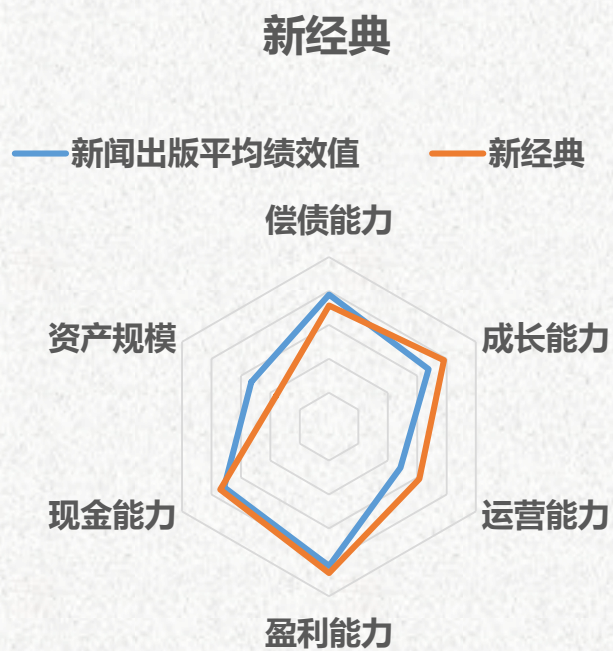 新经典
新闻出版平均绩效值 新经典
偿债能力
资产规模 成长能力
现金能力 运营能力
盈利能力